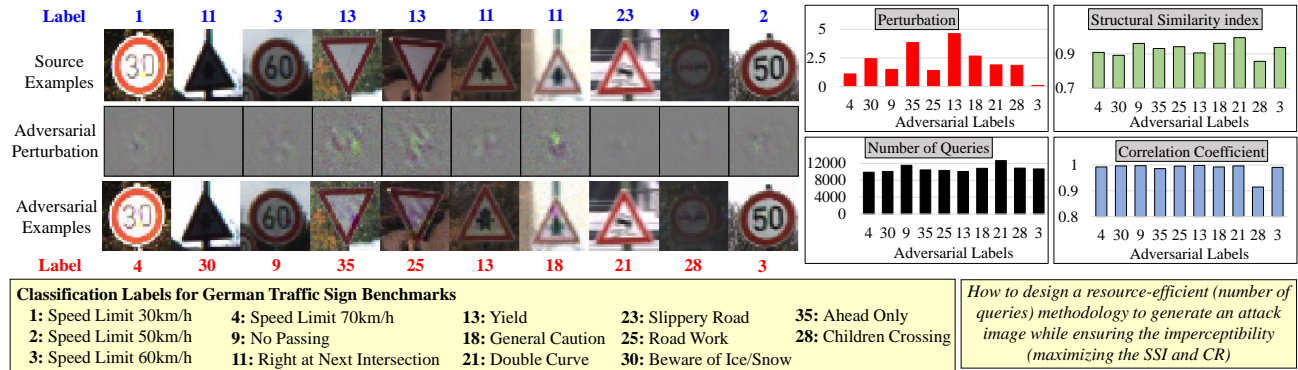 Label 1 11 3 13 13 11 11 23 9 2
Source
Examples
30 60 50
Adversarial
Perturbation
Adversarial
Examples
30 60 50
Label 4 30 9 35 25 13 18 21 28 3
Perturbation
5
2.5
0
4 30 9 35 25 13 18 21 28 3
Adversarial Labels
Structural Similarity index
0.9
0.7
4 30 9 35 25 13 18 21 28 3
Adversarial Labels
Number of Queries
12000
8000
4000
0
4 30 9 35 25 13 18 21 28 3
Adversarial Labels
Correlation Coefficient
1
0.9
0.8
4 30 9 35 25 13 18 21 28 3
Adversarial Labels
Classification Labels for German Traffic Sign Benchmarks
1: Speed Limit 30km/h
2: Speed Limit 50km/h
3: Speed Limit 60km/h
4: Speed Limit 70km/h
9: No Passing
11: Right at Next Intersection
13: Yield
18: General Caution
21: Double Curve
23: Slippery Road
25: Road Work
30: Beware of Ice/Snow
35: Ahead Only
28: Children Crossing
How to design a resource-efficient (number of
queries) methodology to generate an attack
image while ensuring the imperceptibility
(maximizing the SSI and CR)